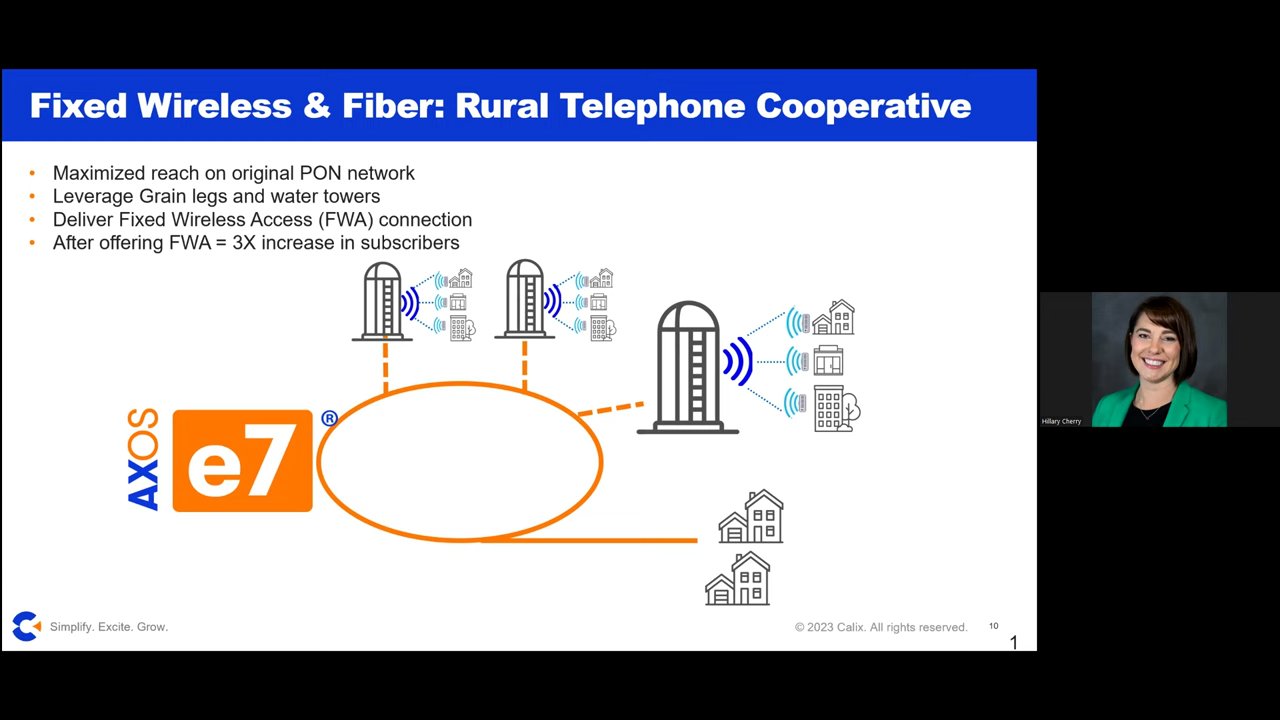 Fixed Wireless & Fiber: Rural Telephone Cooperative
• Maximized reach on original PON network
• Leverage Grain legs and water towers
• Deliver Fixed Wireless Access (FWA) connection
• After offering FWA = 3X increase in subscribers
AXOS
e7
®
Hillary Cherry
Simplify. Excite. Grow.
© 2023 Calix. All rights reserved.
10
1